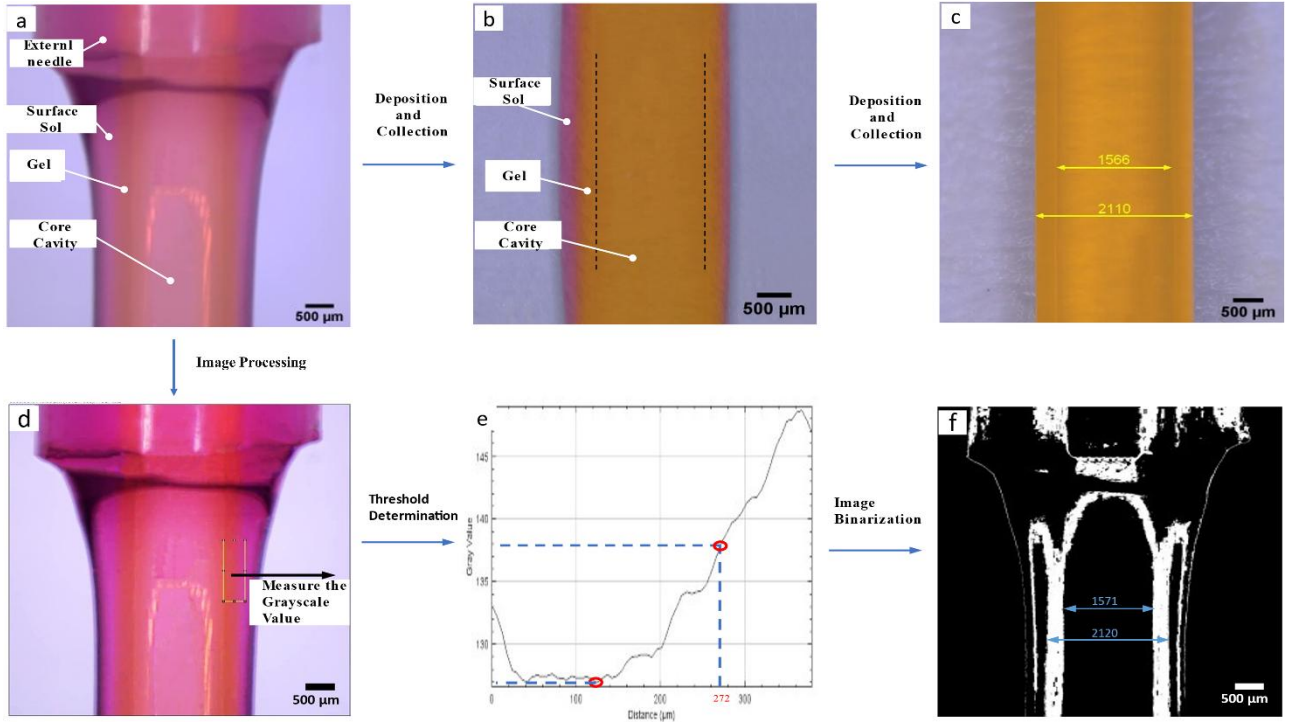 a
Externl
needle
Surface
Sol
Gel
Core
Cavity
500 µm
Deposition
and
Collection
b
Surface
Sol
Gel
Core
Cavity
500 µm
Deposition
and
Collection
c
1566
2110
500 µm
Image Processing
d
Measure the
Grayscale
Value
500 µm
Threshold
Determination
e
145
140
135
130
Gray Value
0
100
200
272
300
Distance (µm)
Image
Binarization
f
1571
2120
500 µm